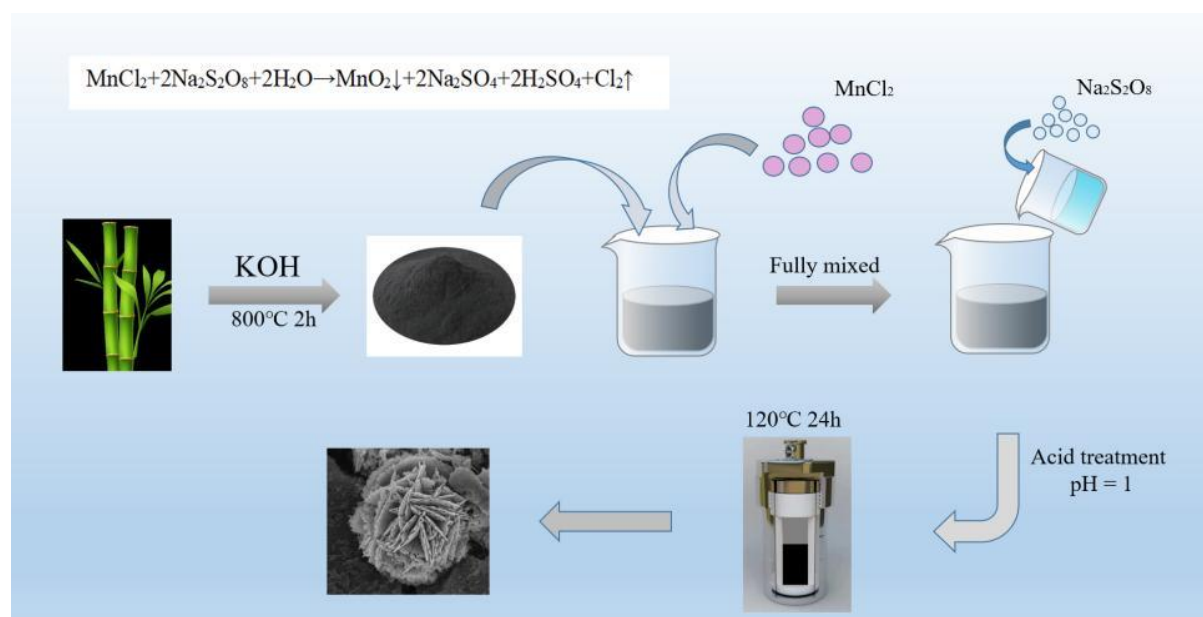 MnCl₂+2Na₂S₂O₈+2H₂O→MnO₂↓+2Na₂SO₄+2H₂SO₄+Cl₂↑
MnCl₂
Na₂S₂O₈
KOH
800℃ 2h
Fully mixed
120℃ 24h
Acid treatment
pH = 1